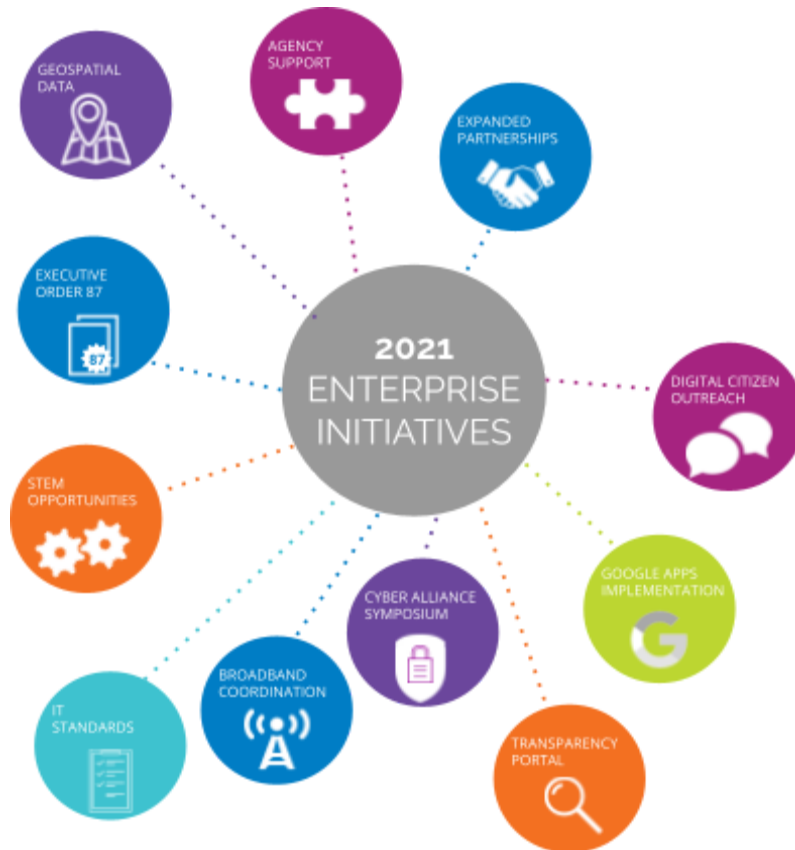 AGENCY
SUPPORT
GEOSPATIAL
DATA
EXPANDED
PARTNERSHIPS
EXECUTIVE
ORDER 87
87
2021
ENTERPRISE
INITIATIVES
DIGITAL CITIZEN
OUTREACH
STEM
OPPORTUNITIES
GOOGLE APPS
IMPLEMENTATION
CYBER ALLIANCE
SYMPOSIUM
BROADBAND
COORDINATION
IT
STANDARDS
TRANSPARENCY
PORTAL
G